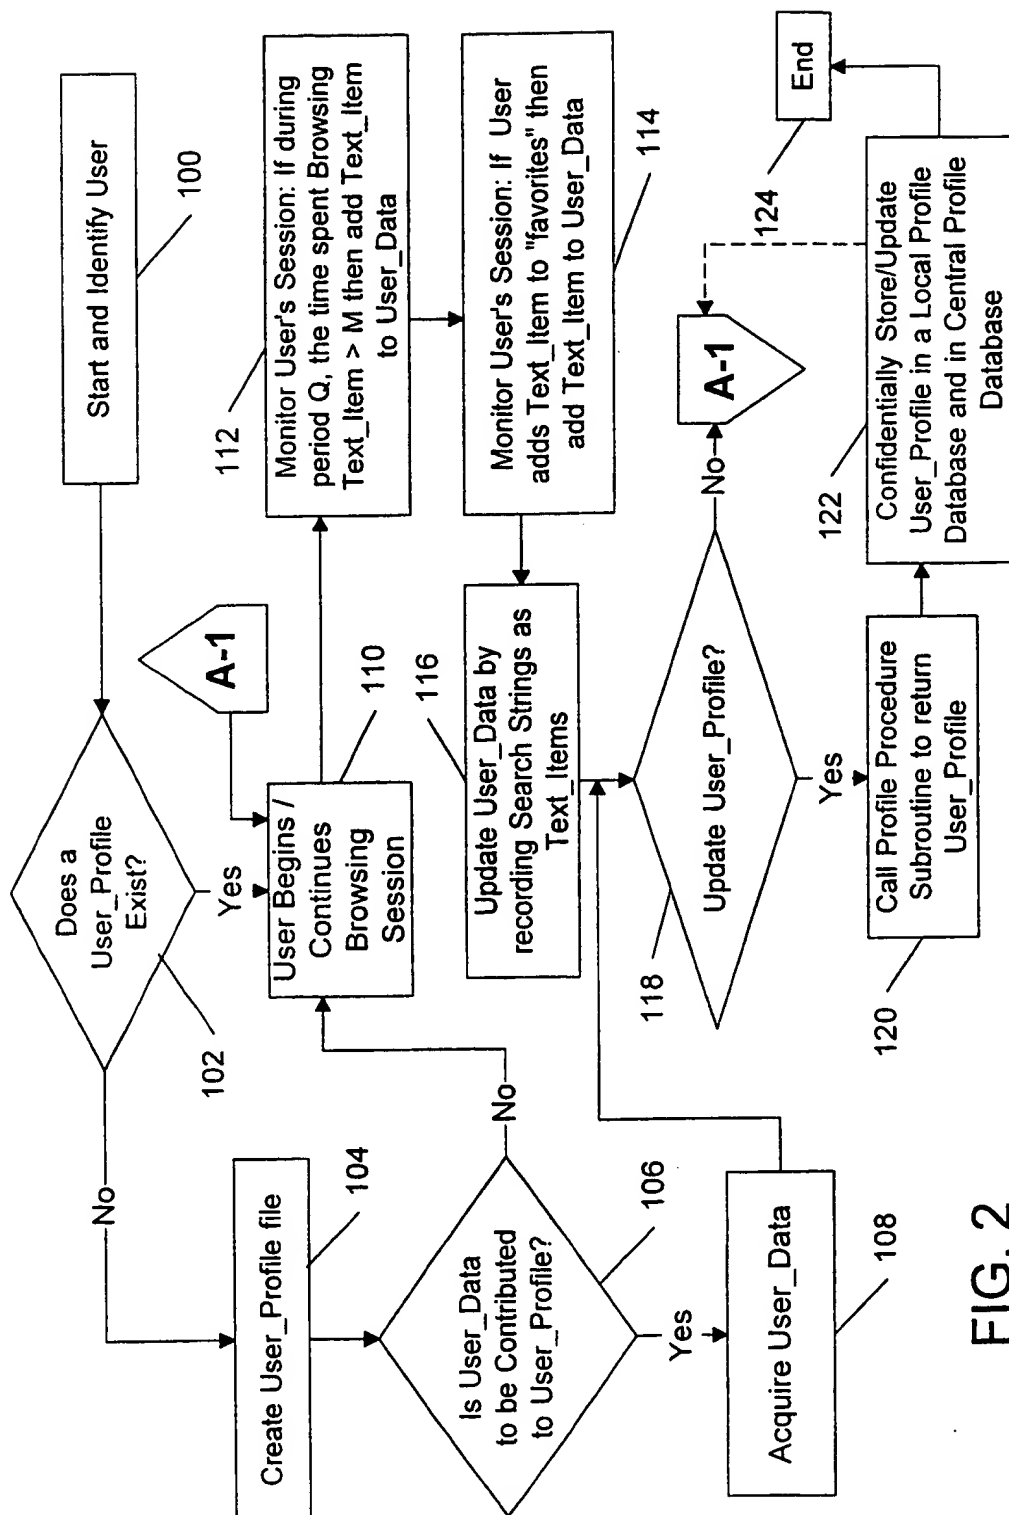 Start and Identify User
100
Does a
User_Profile
Exist?
102
No
Yes
Create User_Profile file
104
Is User_Data
to be Contributed
to User_Profile?
106
No
Yes
Acquire User_Data
108
A-1
User Begins /
Continues
Browsing
Session
110
Monitor User's Session: If during
period Q, the time spent Browsing
Text_Item > M then add Text_Item
to User_Data
112
Monitor User's Session: If User
adds Text_Item to "favorites" then
add Text_Item to User_Data
114
Update User_Data by
recording Search Strings as
Text_Items
116
Update User_Profile?
118
No
A-1
Yes
Call Profile Procedure
Subroutine to return
User_Profile
120
Confidentially Store/Update
User_Profile in a Local Profile
Database and in Central Profile
Database
122
End
124
FIG. 2